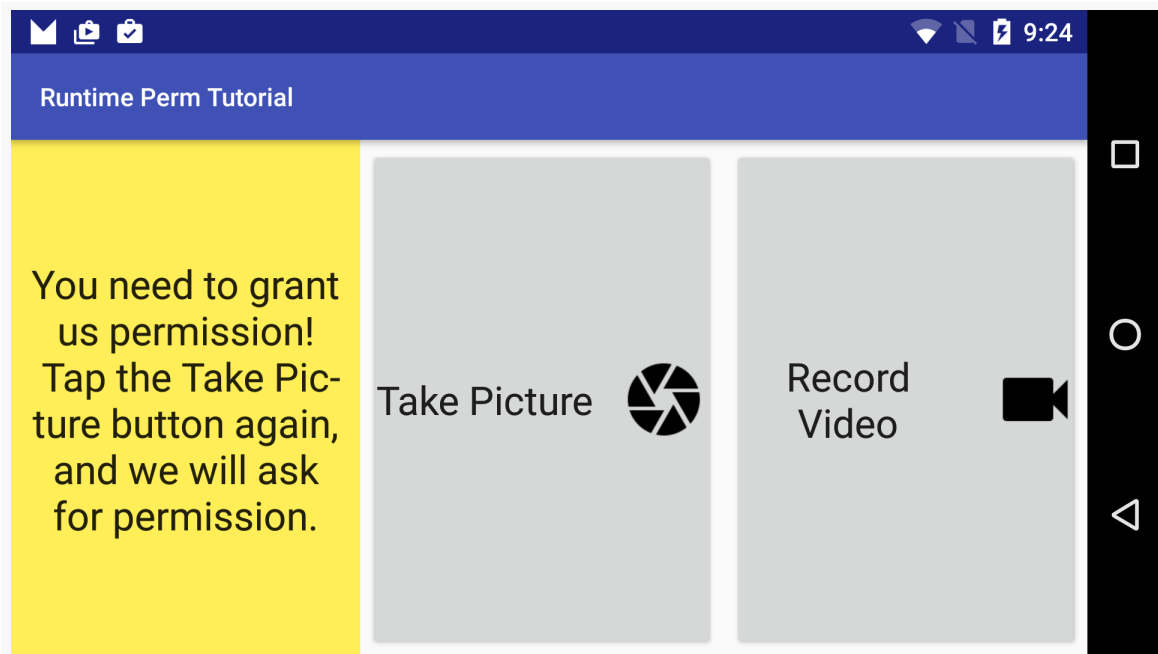 9:24
Runtime Perm Tutorial
You need to grant
us permission!
Tap the Take Pic-
ture button again,
and we will ask
for permission.
Take Picture
Record
Video